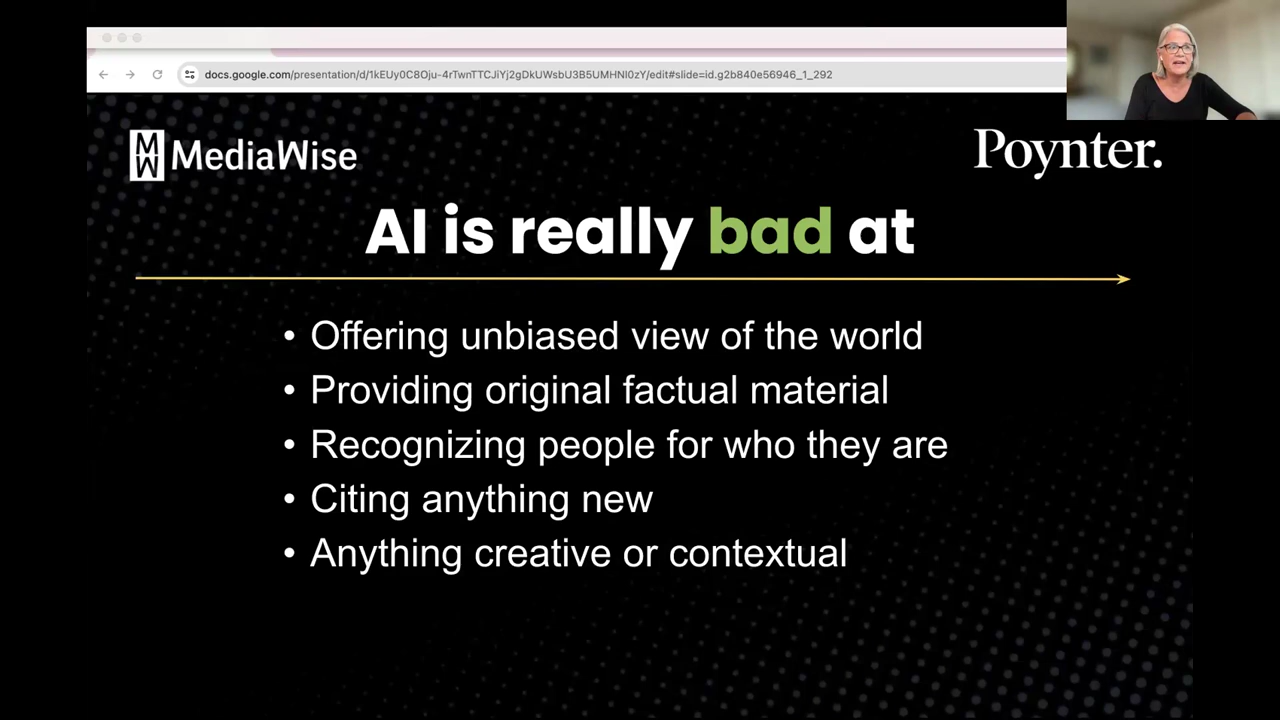 docs.google.com/presentation/d/1kEUy0C8Oju-4rTwnTTCJiYj2gDkUWsbU3B5UMHNI0zY/edit#slide=id.g2b840e56946_1_292
MW MediaWise
Poynter.
AI is really bad at
• Offering unbiased view of the world
• Providing original factual material
• Recognizing people for who they are
• Citing anything new
• Anything creative or contextual